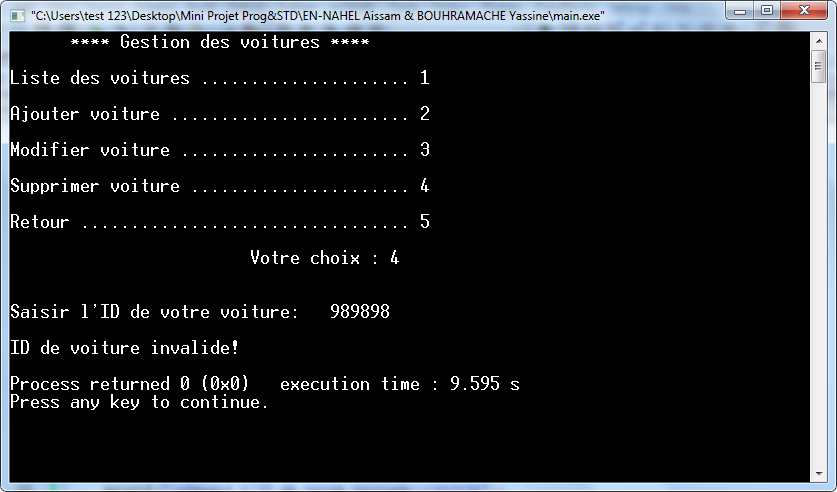 "C:\Users\test 123\Desktop\Mini Projet Prog&STD\EN-NAHEL Aissam & BOUHRAMACHE Yassine\main.exe"
**** Gestion des voitures ****
Liste des voitures ..................... 1
Ajouter voiture ........................ 2
Modifier voiture ....................... 3
Supprimer voiture ...................... 4
Retour ................................. 5
Votre choix : 4
Saisir l'ID de votre voiture:   989898
ID de voiture invalide!
Process returned 0 (0x0)   execution time : 9.595 s
Press any key to continue.